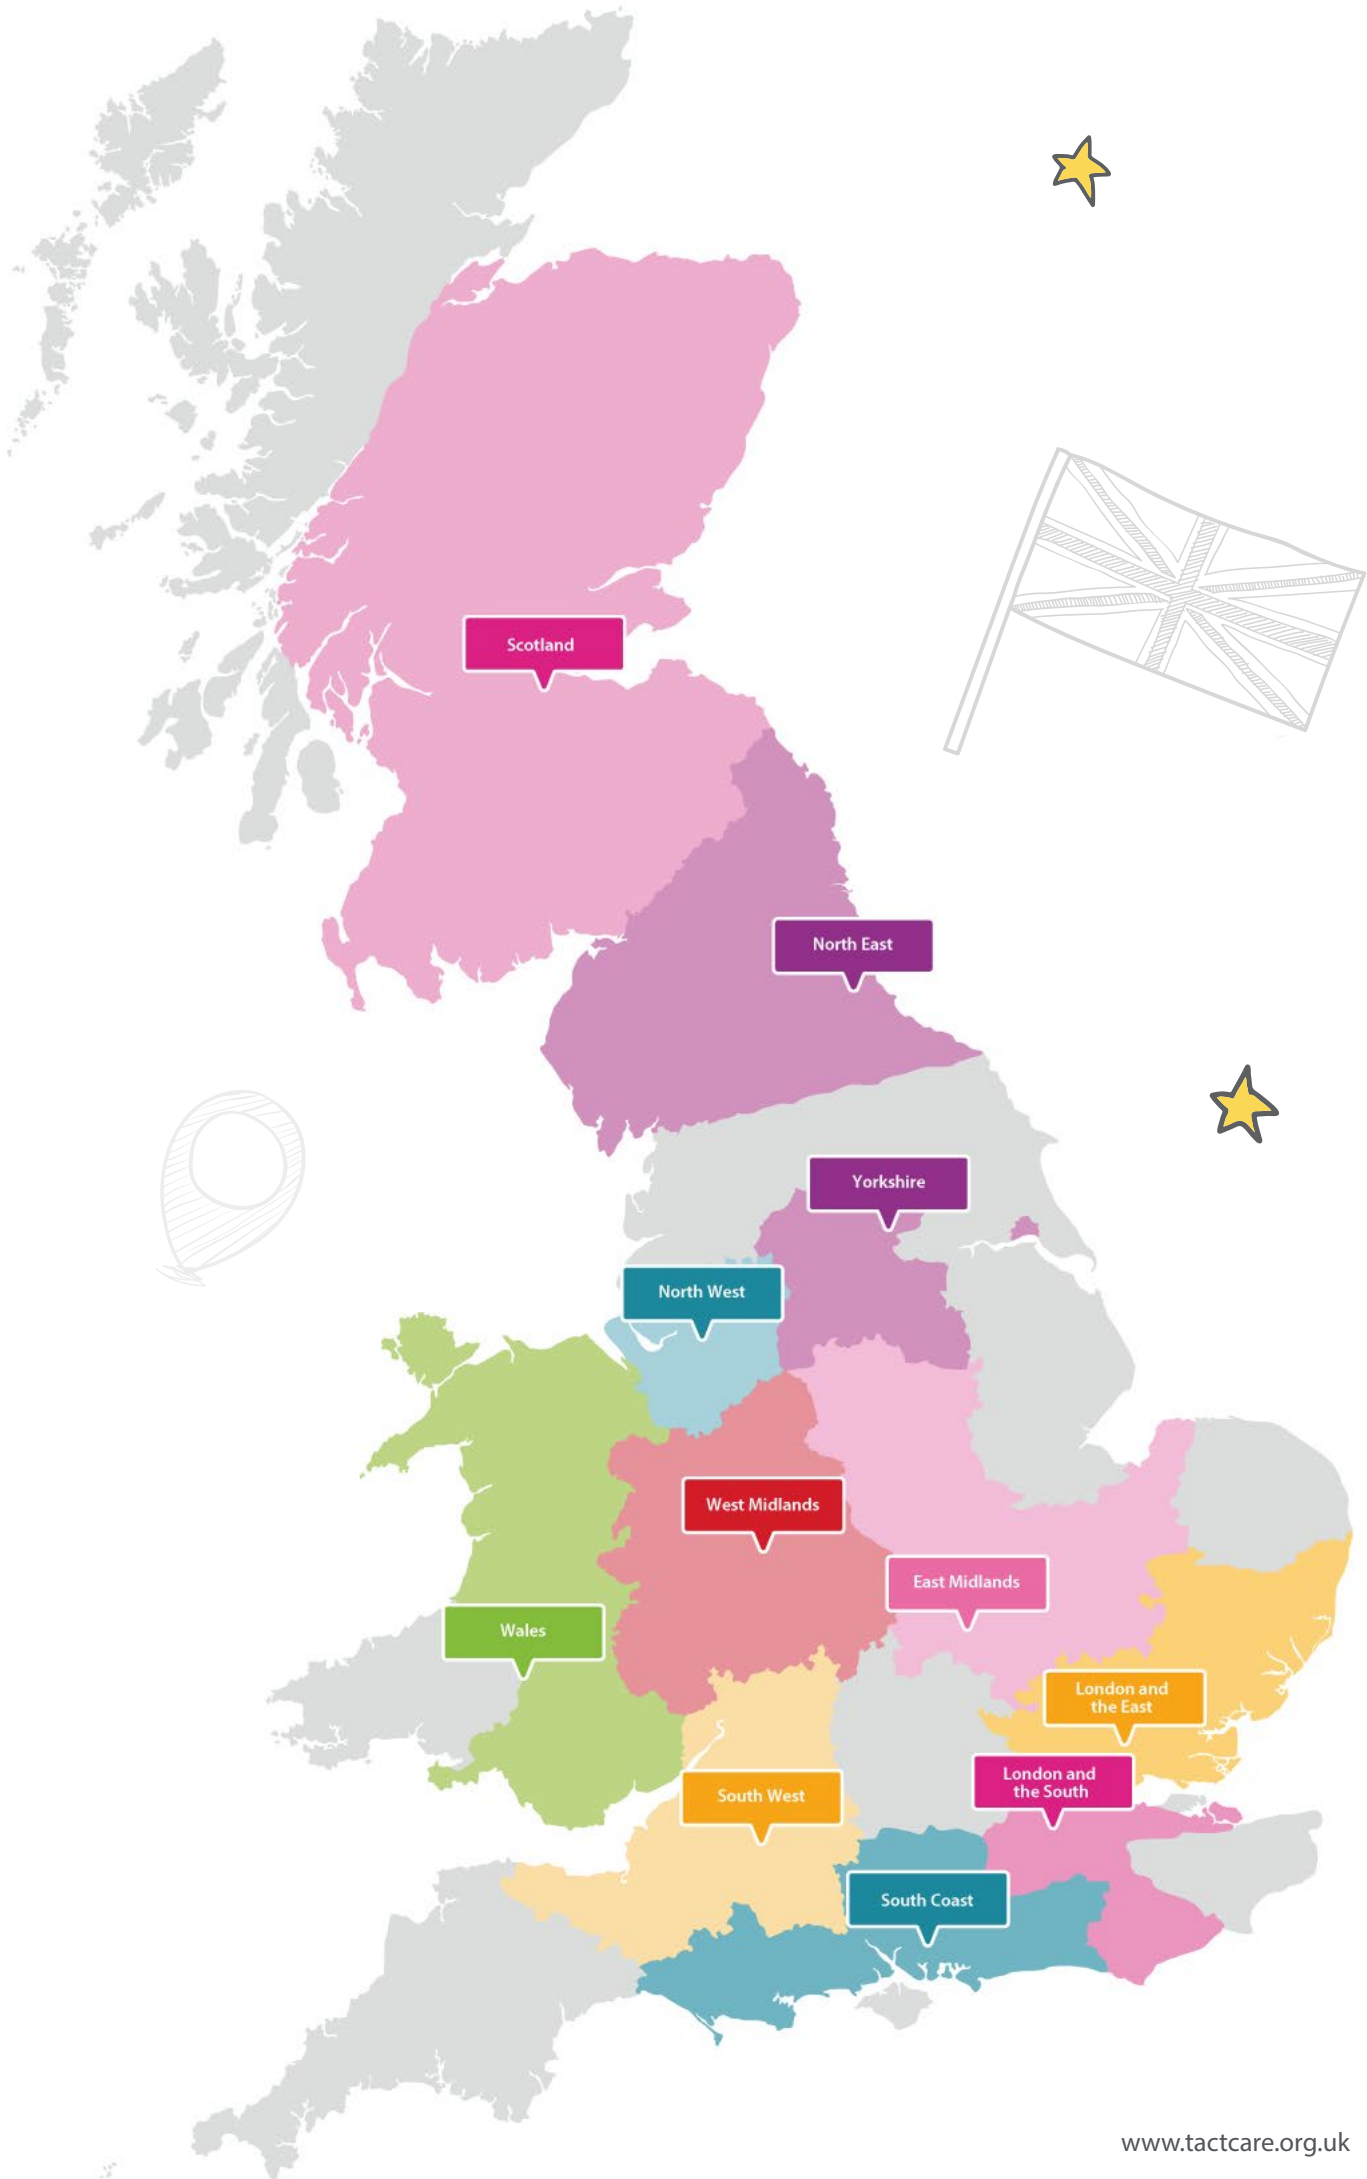 Scotland
North East
Yorkshire
North West
West Midlands
East Midlands
Wales
London and
the East
London and
the South
South West
South Coast
www.tactcare.org.uk